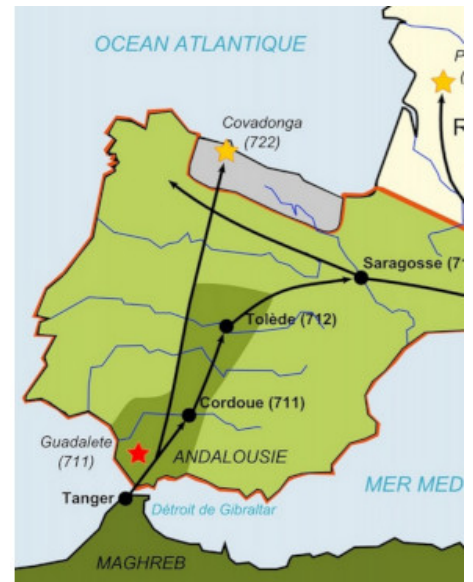 OCEAN ATLANTIQUE
Covadonga
(722)
Saragosse
Tolède (712)
Cordoue (711)
Guadalete
(711)
ANDALOUSIE
Tanger
Détroit de Gibraltar
MER MED
MAGHREB